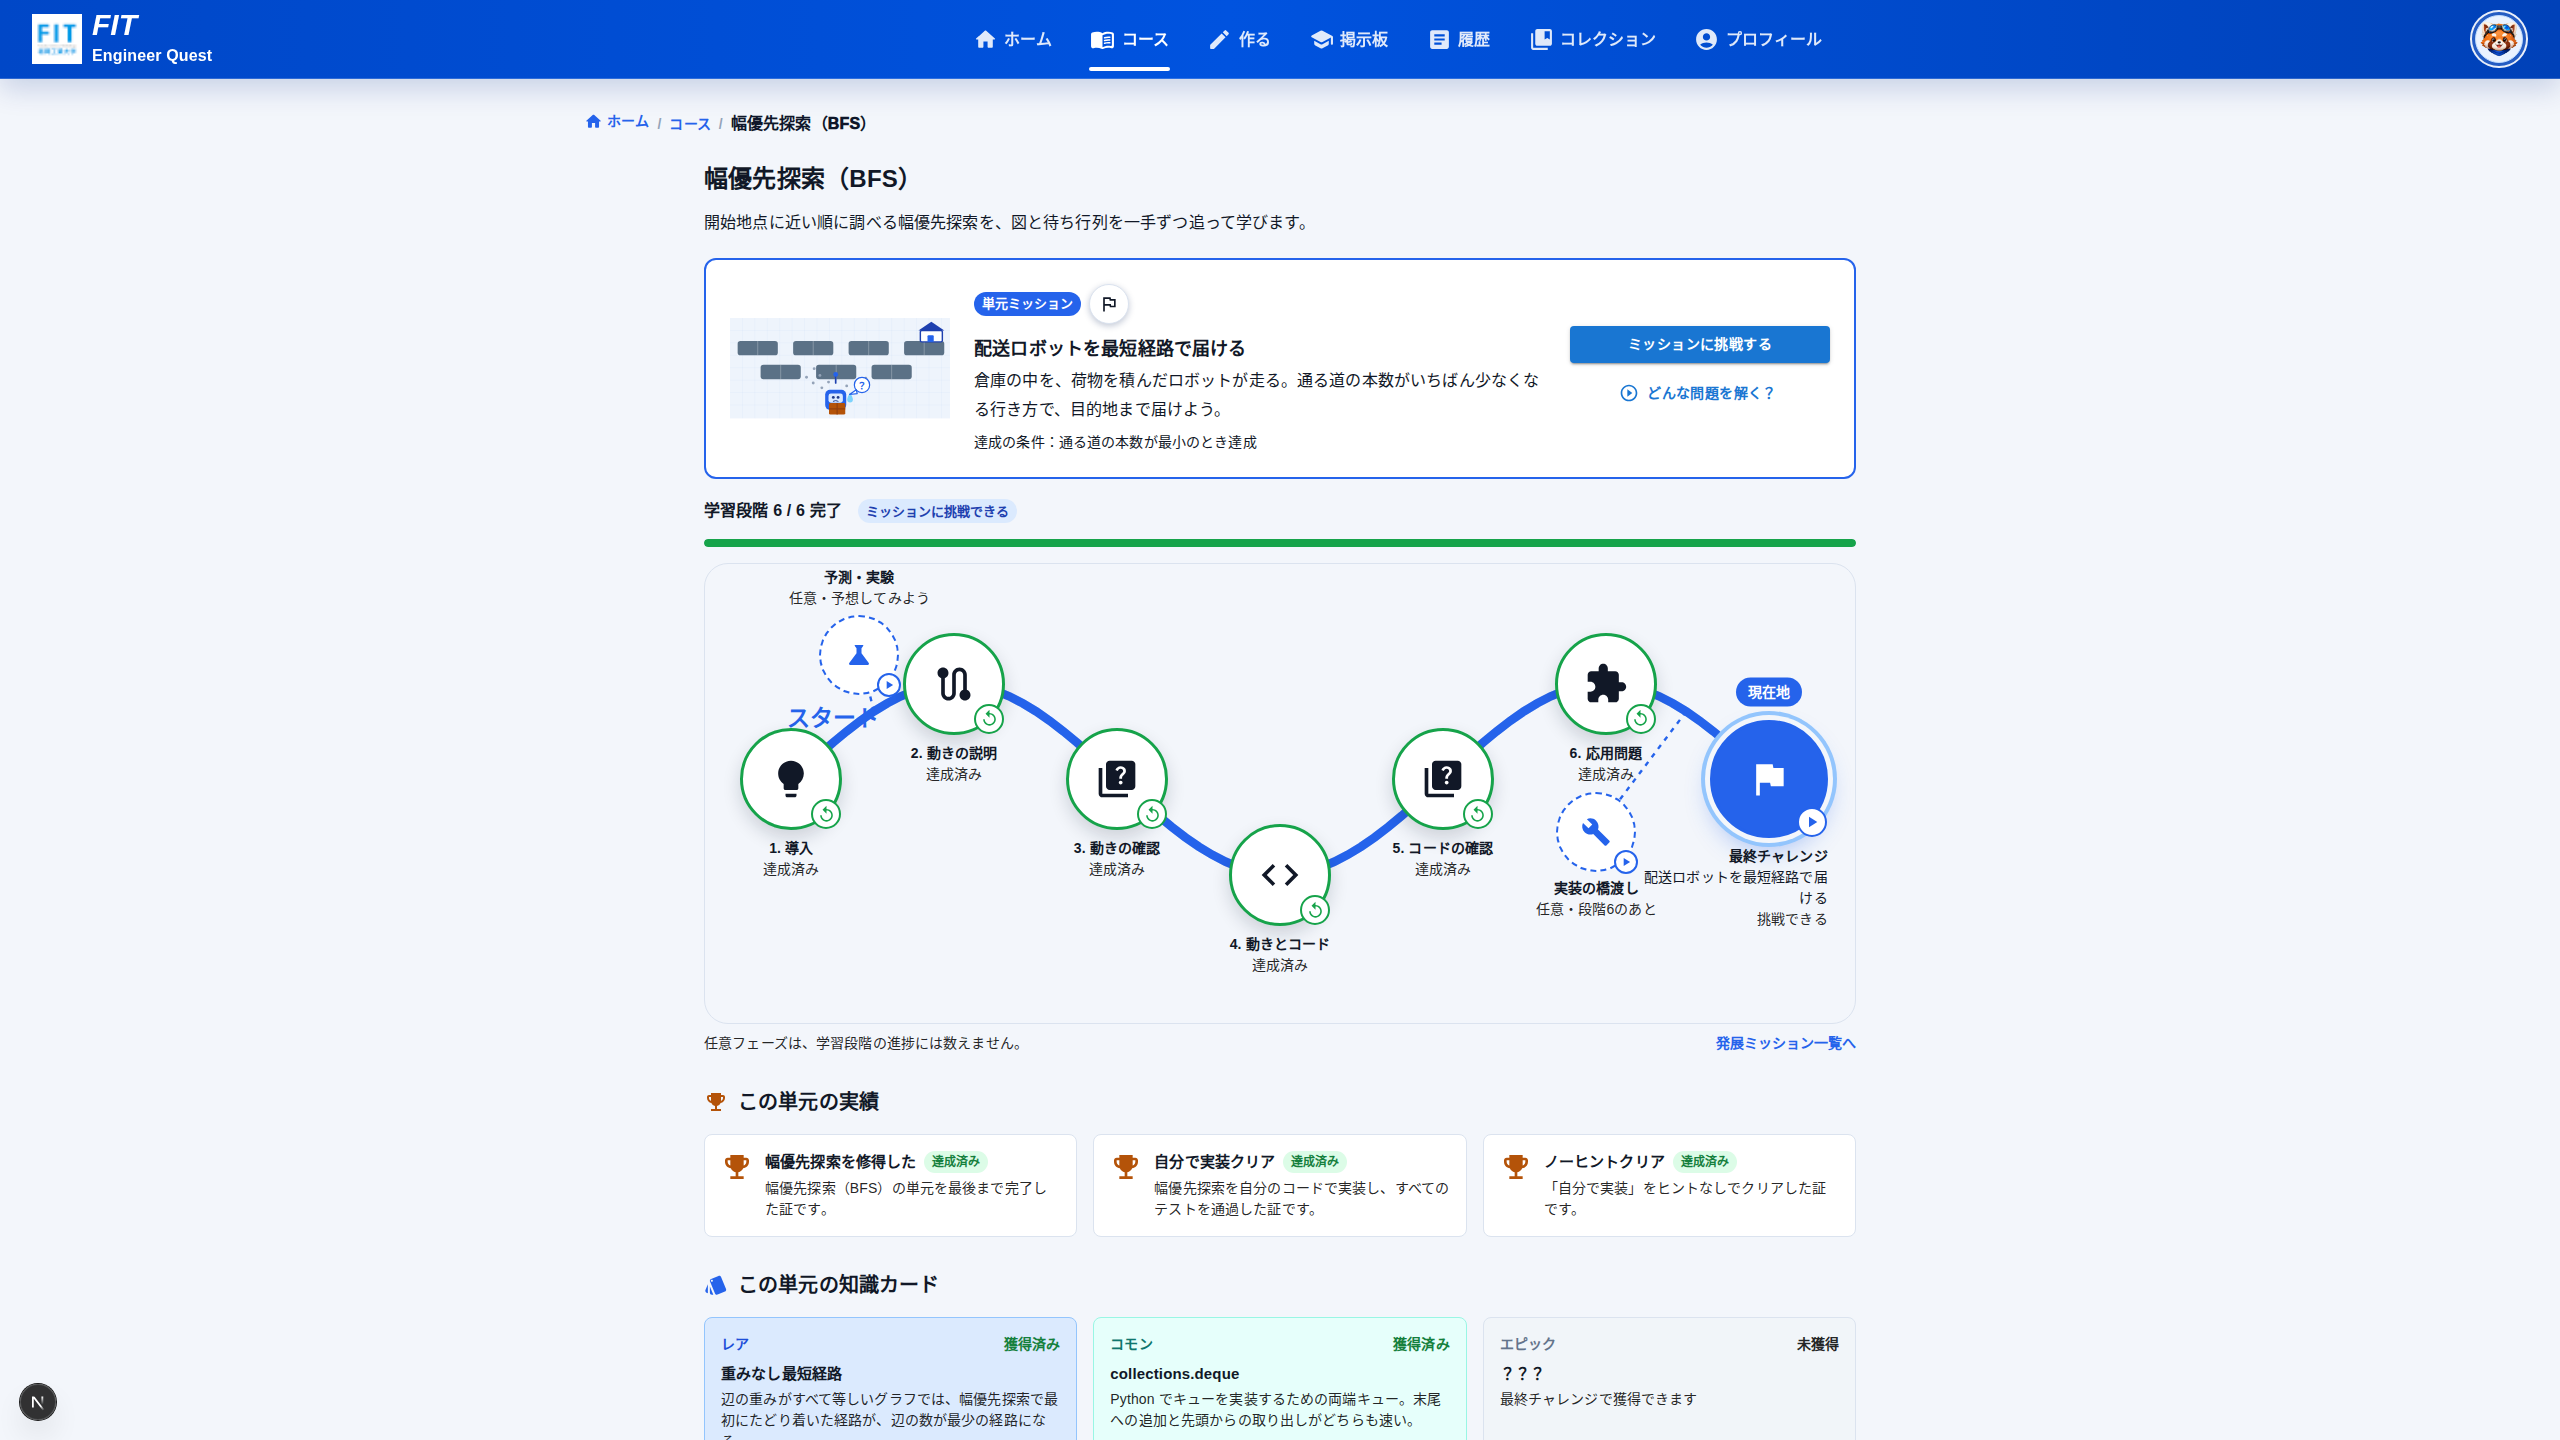 FIT
FIT
Engineer Quest
ホーム
コース
作る
掲示板
履歴
コレクション
プロフィール
ホーム / コース / 幅優先探索（BFS）
幅優先探索（BFS）
開始地点に近い順に調べる幅優先探索を、図と待ち行列を一手ずつ追って学びます。
単元ミッション
配送ロボットを最短経路で届ける
倉庫の中を、荷物を積んだロボットが走る。通る道の本数がいちばん少なくな
る行き方で、目的地まで届けよう。
達成の条件：通る道の本数が最小のとき達成
?
ミッションに挑戦する
どんな問題を解く？
学習段階 6 / 6 完了
ミッションに挑戦できる
予測・実験
任意・予想してみよう
スタート
1. 導入
達成済み
2. 動きの説明
達成済み
3. 動きの確認
達成済み
4. 動きとコード
達成済み
5. コードの確認
達成済み
6. 応用問題
達成済み
実装の橋渡し
任意・段階6のあと
現在地
最終チャレンジ
配送ロボットを最短経路で届
ける
挑戦できる
任意フェーズは、学習段階の進捗には数えません。
発展ミッション一覧へ
この単元の実績
幅優先探索を修得した 達成済み
幅優先探索（BFS）の単元を最後まで完了し
た証です。
自分で実装クリア 達成済み
幅優先探索を自分のコードで実装し、すべての
テストを通過した証です。
ノーヒントクリア 達成済み
「自分で実装」をヒントなしでクリアした証
です。
この単元の知識カード
レア 獲得済み
重みなし最短経路
辺の重みがすべて等しいグラフでは、幅優先探索で最
初にたどり着いた経路が、辺の数が最少の経路にな
コモン 獲得済み
collections.deque
Python でキューを実装するための両端キュー。末尾
への追加と先頭からの取り出しがどちらも速い。
エピック 未獲得
？？？
最終チャレンジで獲得できます
N